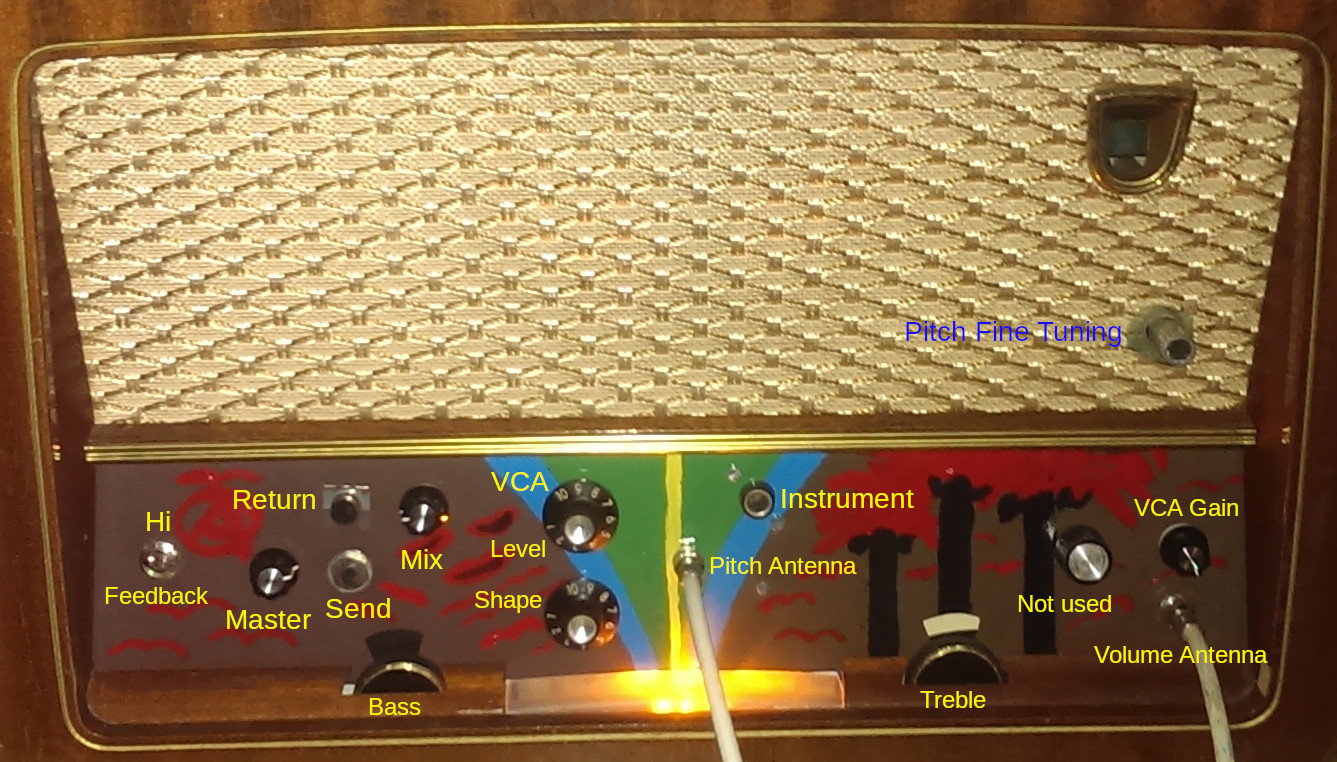 Pitch Fine Tuning
VCA
Level
Shape
Return
Hi
Feedback
Master
Send
Mix
Bass
Instrument
Pitch Antenna
VCA Gain
Not used
Volume Antenna
Treble